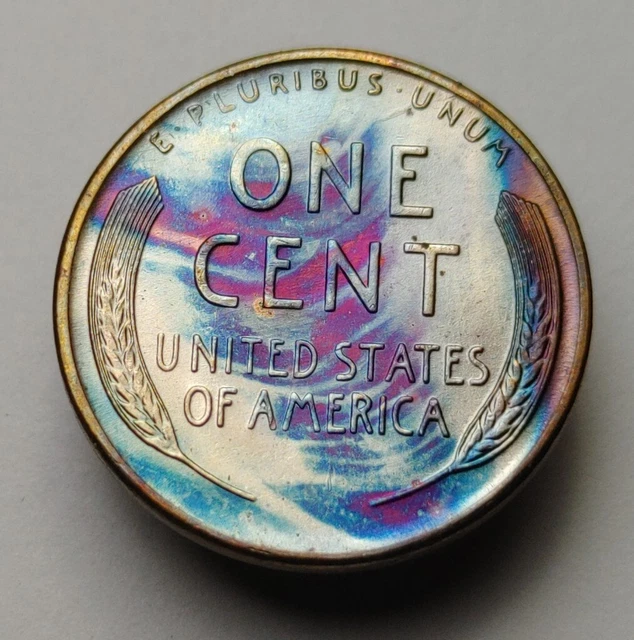 E PLURIBUS · UNUM
ONE
CENT
UNITED STATES
OF AMERICA